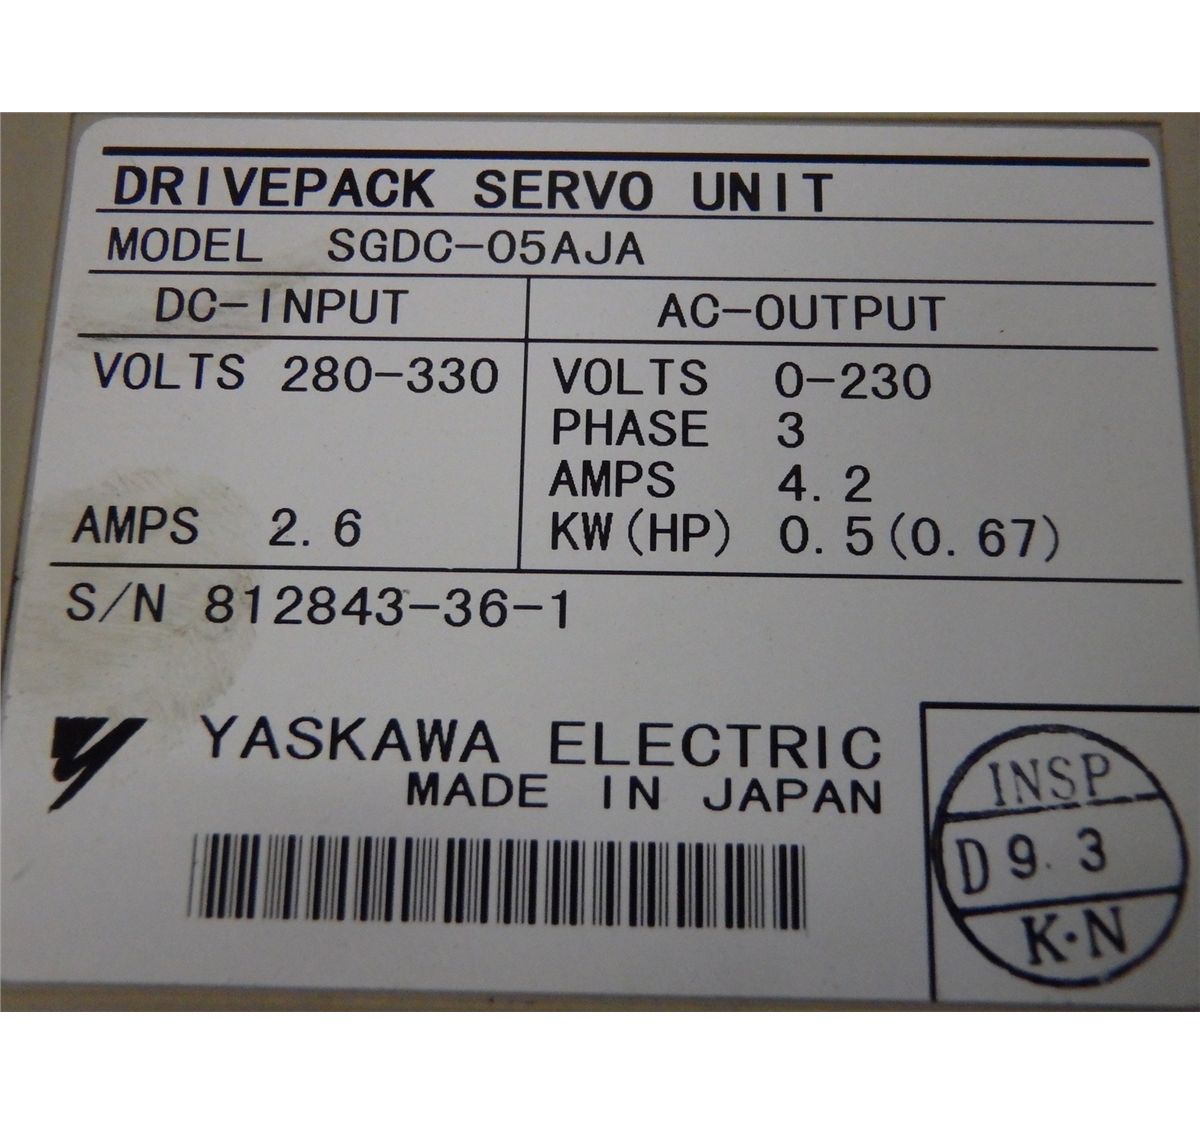 DRIVEPACK SERVO UNIT
MODEL SGDC-05AJA
DC-INPUT AC-OUTPUT
VOLTS 280-330 VOLTS 0-230
PHASE 3
AMPS 4.2
AMPS 2.6 KW(HP) 0.5(0.67)
S/N 812843-36-1
YASKAWA ELECTRIC
MADE IN JAPAN
INSP
D 9. 3
K·N